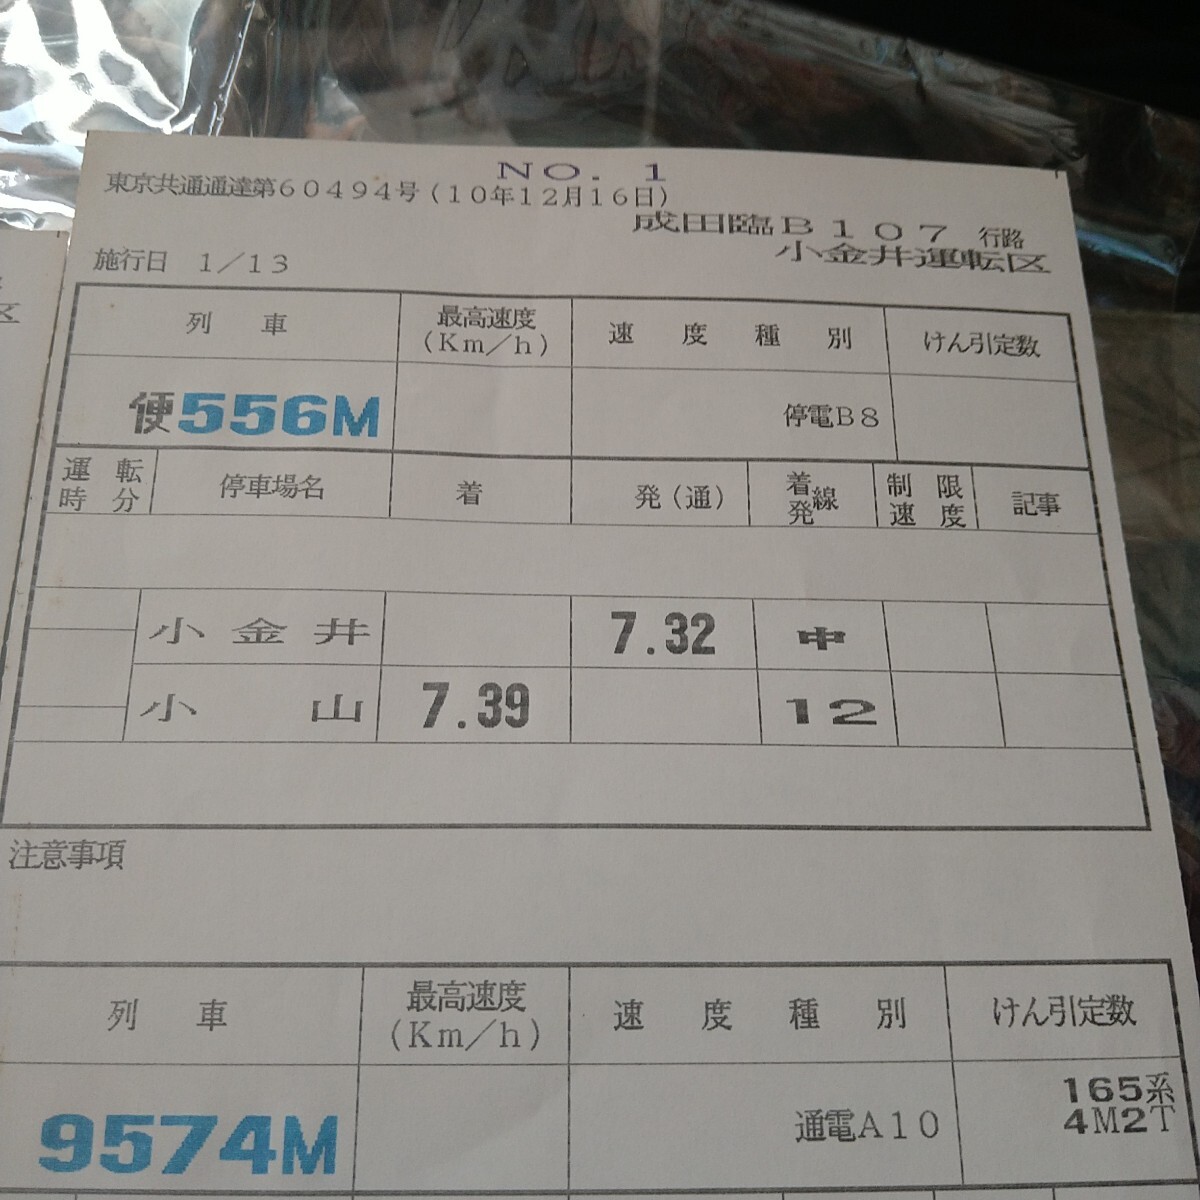 NO. 1
東京共通通達第60494号(10年12月16日)
成田臨B107 行路
小金井運転区
施行日 1/13
列車 最高速度(Km/h) 速度種別 けん引定数
便556M 停電B8
運転時分 停車場名 着 発(通) 着発線 制限速度 記事
小金井 7.32 中
小山 7.39 12
注意事項
列車 最高速度(Km/h) 速度種別 けん引定数
9574M 通電A10 165系
4M2T
区